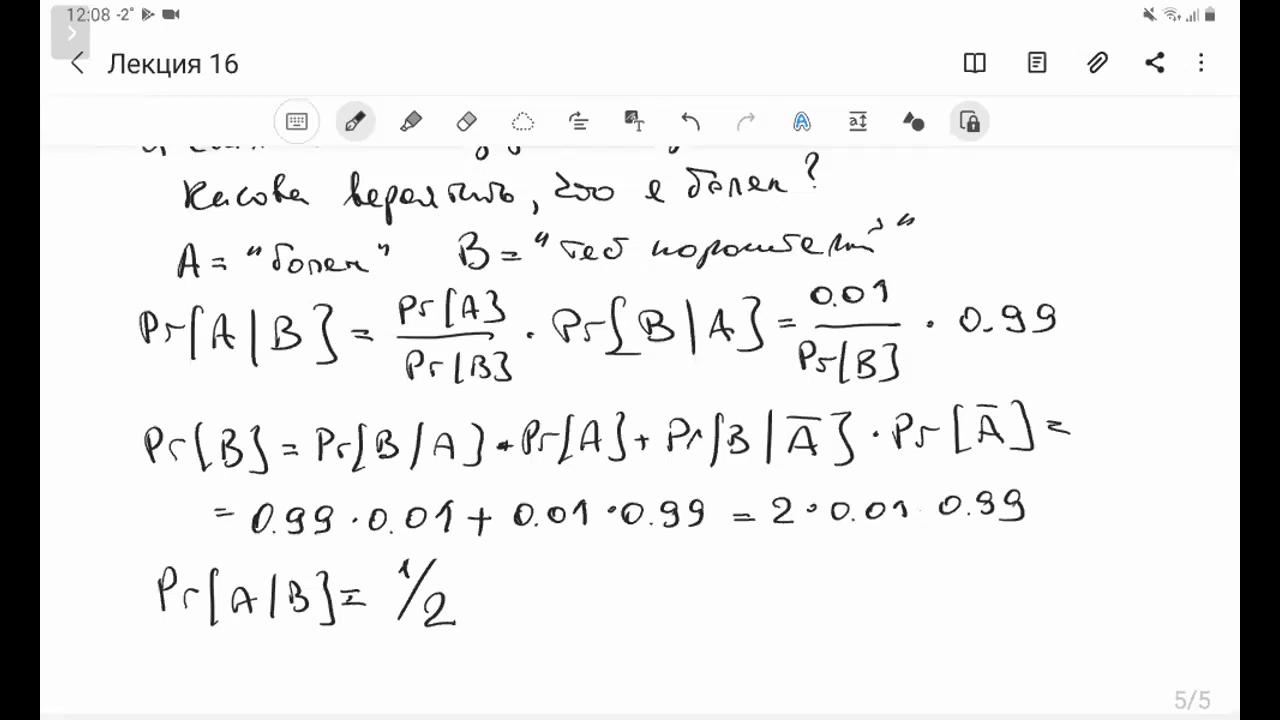 12:08 -2°
Лекция 16
Каква вероятн, че е болен?
A = "болен" B = "тест положителен"
Pr[A|B] = Pr[A]/Pr[B] · Pr[B|A] = 0.01/Pr[B] · 0.99
Pr[B] = Pr[B|A] · Pr[A] + Pr[B|Ā] · Pr[Ā] =
= 0.99 · 0.01 + 0.01 · 0.99 = 2 · 0.01 0.99
Pr[A|B] = 1/2
5/5